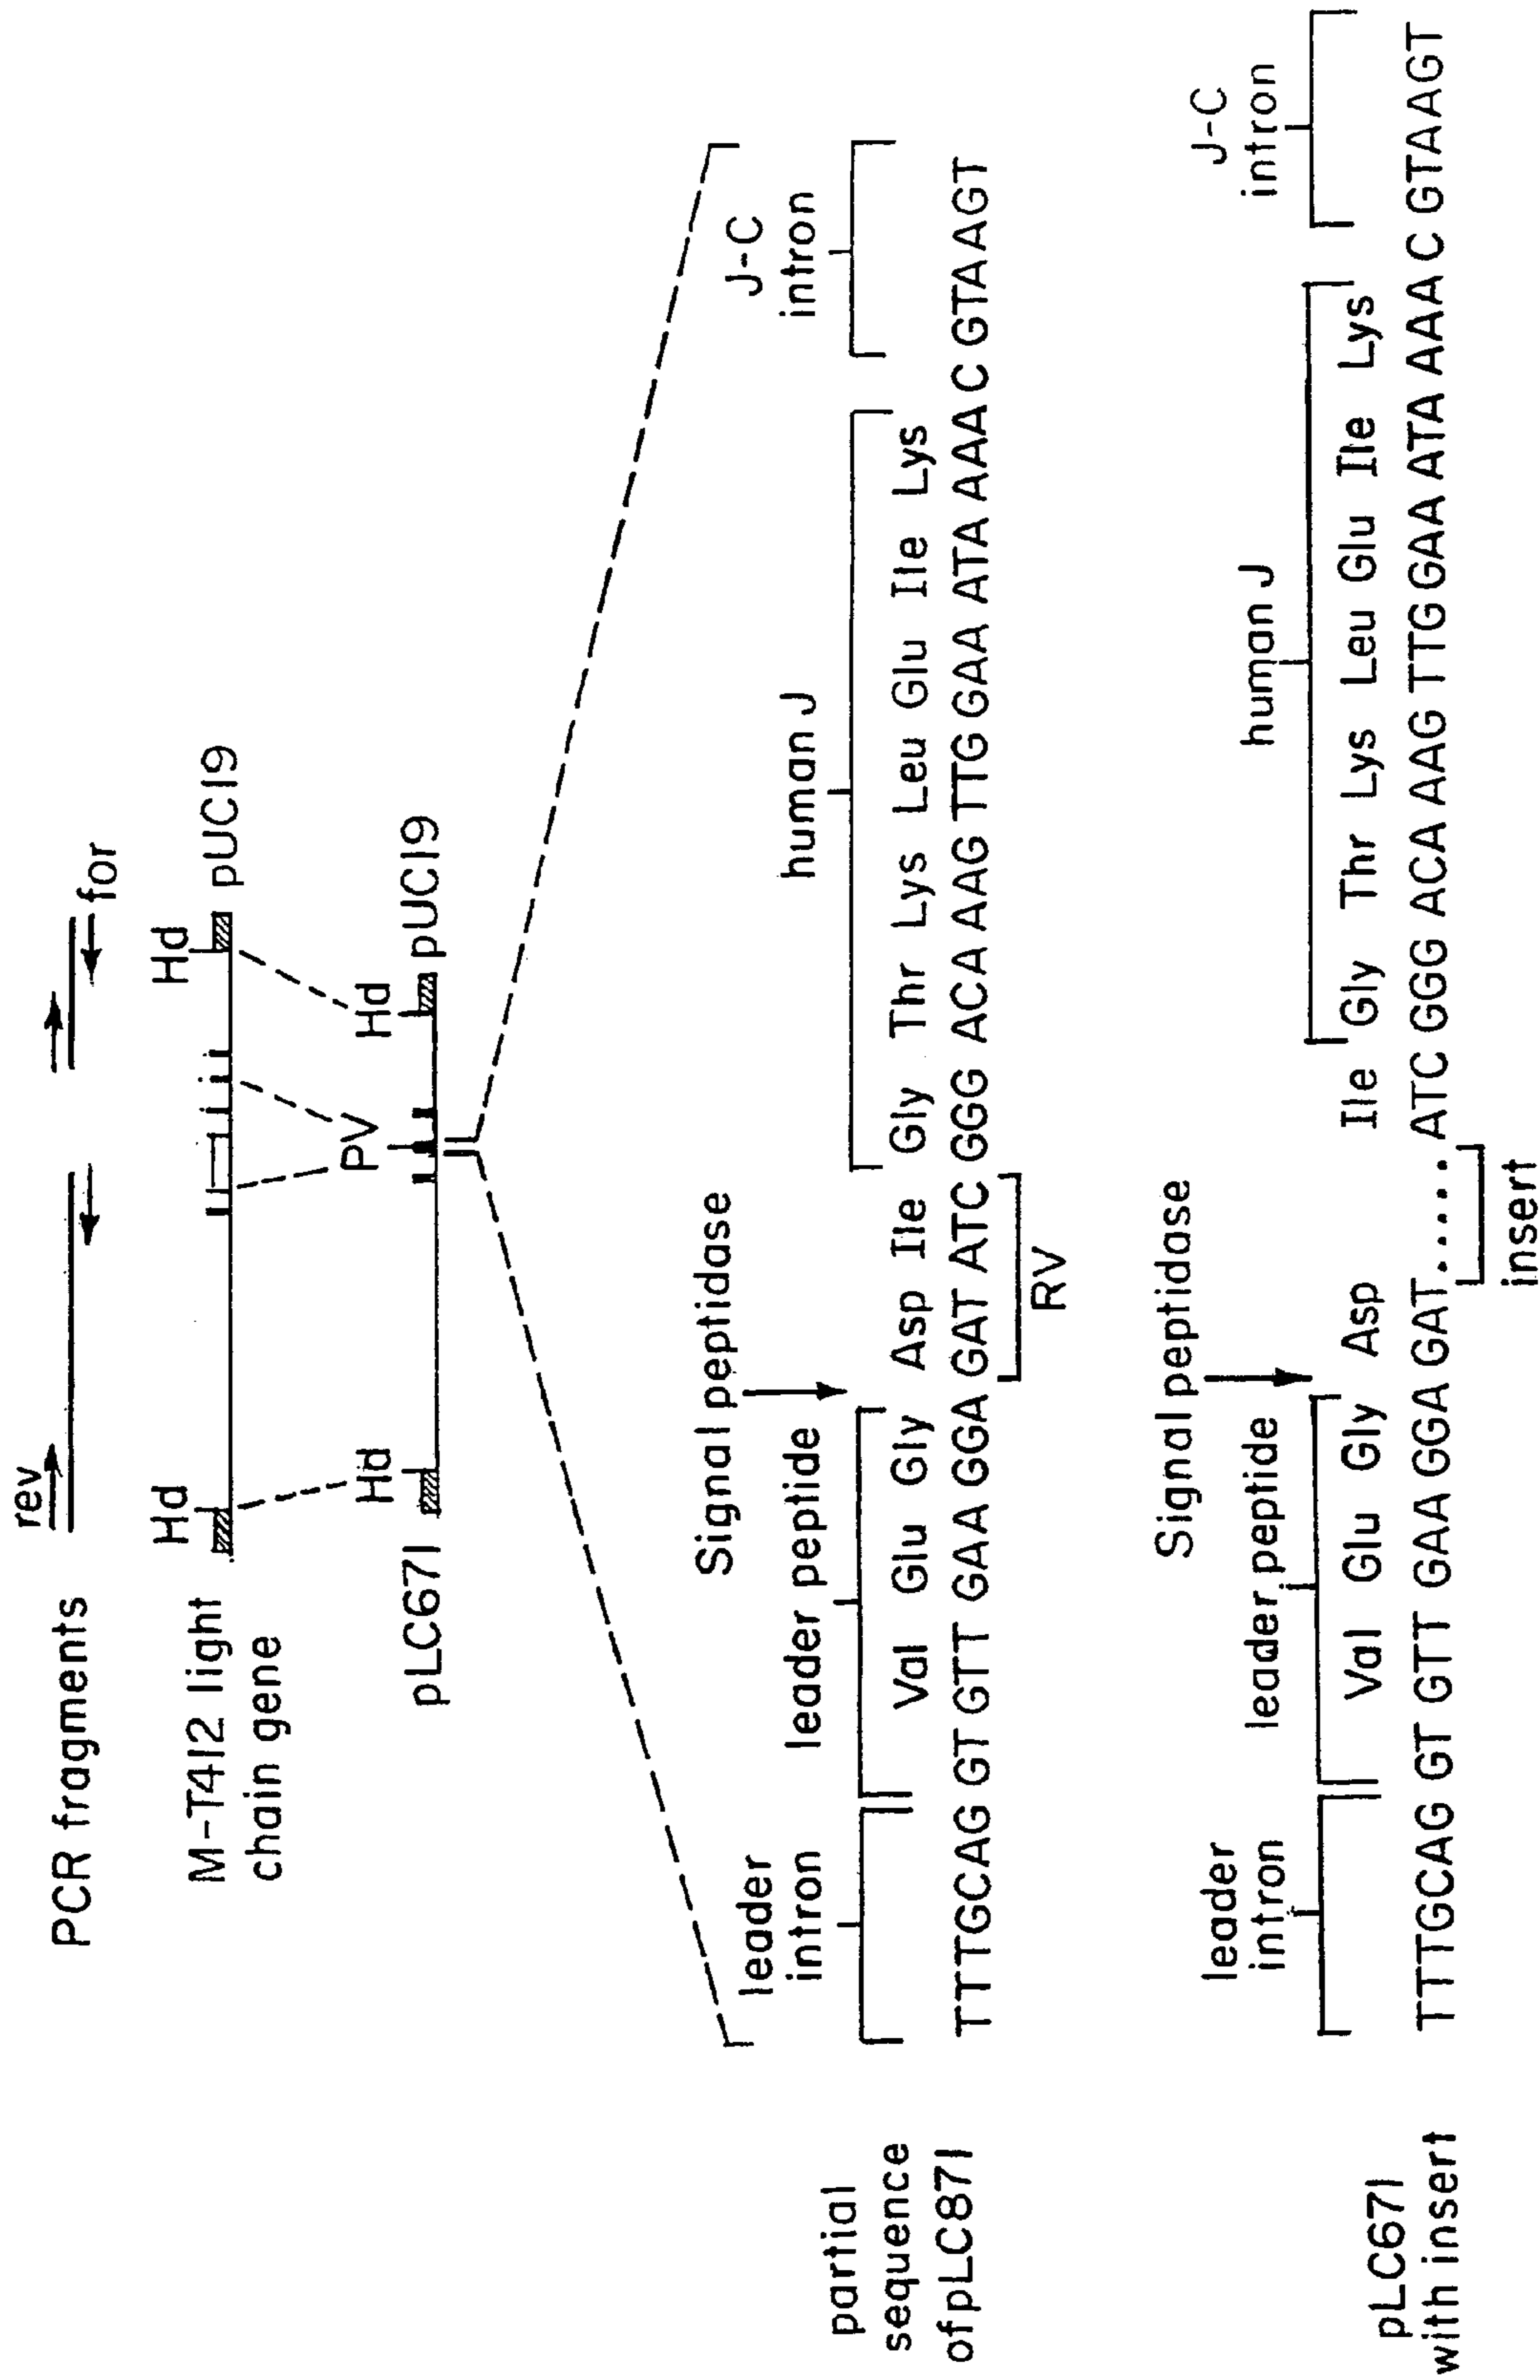 PCR fragments
rev
for
M-T412 light
chain gene
Hd
Hd
pUC19
pLC671
Hd
PV
Hd
pUC19
Signal peptidase
leader
intron
leader peptide
human J
J-C
intron
partial
sequence
of pLC871
Val Glu Gly Asp Ile Gly Thr Lys Leu Glu Ile Lys
TTTGCAG GT GTT GAA GGA GAT ATC GGG ACA AAG TTG GAA ATA AAA C GTAAGT
RV
Signal peptidase
leader
intron
leader peptide
human J
J-C
intron
pLC671
with insert
Val Glu Gly Asp Ile Gly Thr Lys Leu Glu Ile Lys
TTTGCAG GT GTT GAA GGA GAT...... ATC GGG ACA AAG TTG GAA ATA AAA C GTAAGT
insert